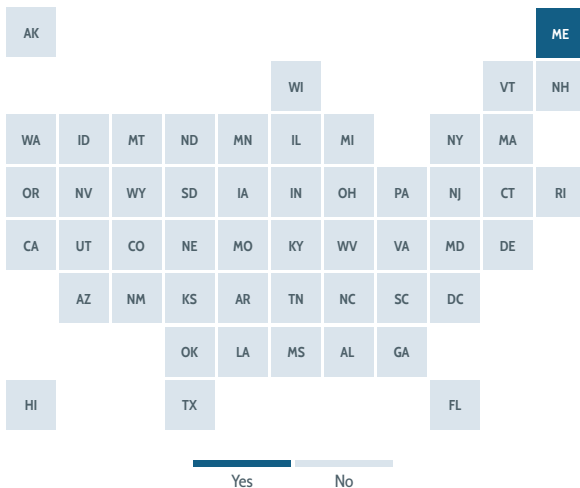 AK ME
WI VT NH
WA ID MT ND MN IL MI NY MA
OR NV WY SD IA IN OH PA NJ CT RI
CA UT CO NE MO KY WV VA MD DE
AZ NM KS AR TN NC SC DC
OK LA MS AL GA
HI TX FL
Yes No